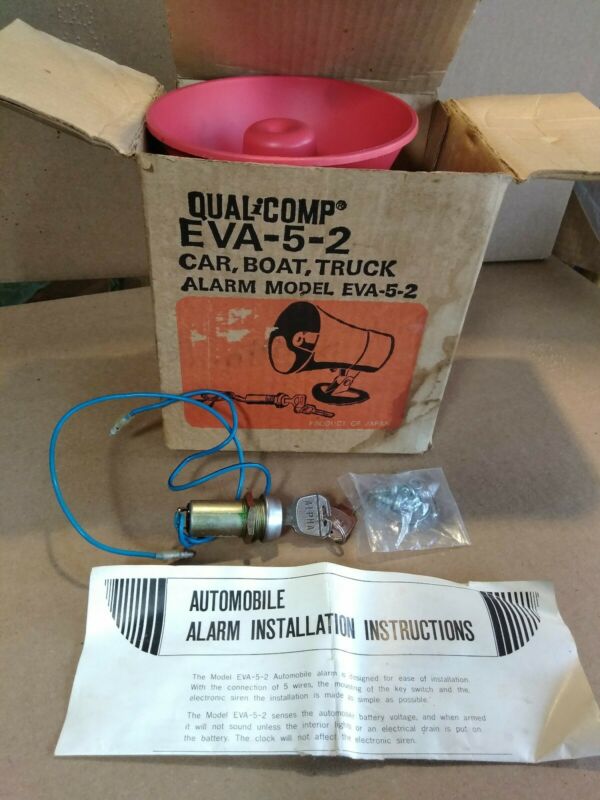 QUALiCOMP®
EVA-5-2
CAR, BOAT, TRUCK
ALARM MODEL EVA-5-2
PRODUCT OF JAPAN
ALPHA
AUTOMOBILE
ALARM INSTALLATION INSTRUCTIONS
The Model EVA-5-2 Automobile alarm is designed for ease of installation.
With the connection of 5 wires, the mounting of the key switch and the
electronic siren the installation is made as simple as possible.
The Model EVA-5-2 senses the automobile battery voltage, and when armed
it will not sound unless the interior lights or an electrical drain is put on
the battery. The clock will not affect the electronic siren.